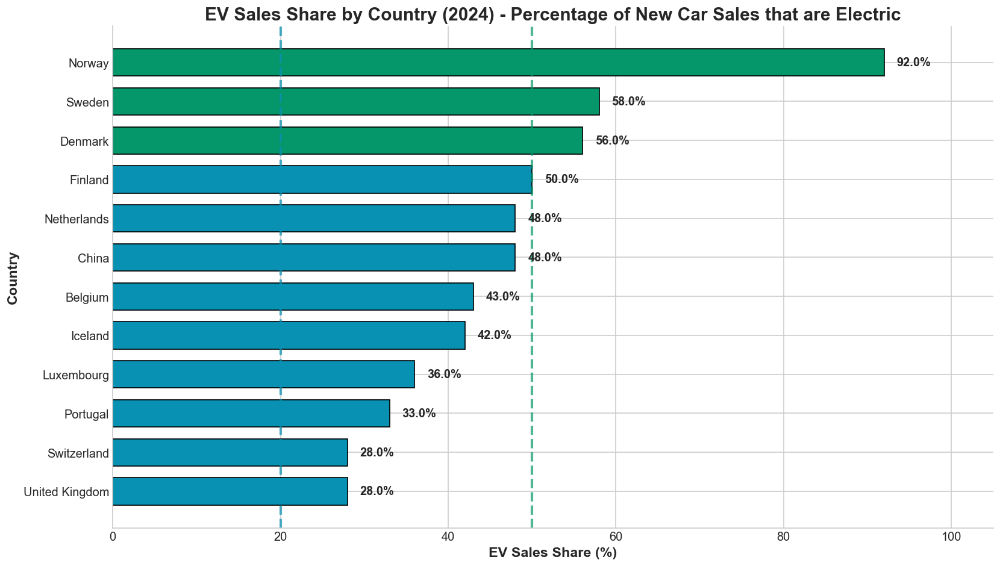 EV Sales Share by Country (2024) - Percentage of New Car Sales that are Electric
Country
Norway 92.0%
Sweden 58.0%
Denmark 56.0%
Finland 50.0%
Netherlands 48.0%
China 48.0%
Belgium 43.0%
Iceland 42.0%
Luxembourg 36.0%
Portugal 33.0%
Switzerland 28.0%
United Kingdom 28.0%
0 20 40 60 80 100
EV Sales Share (%)